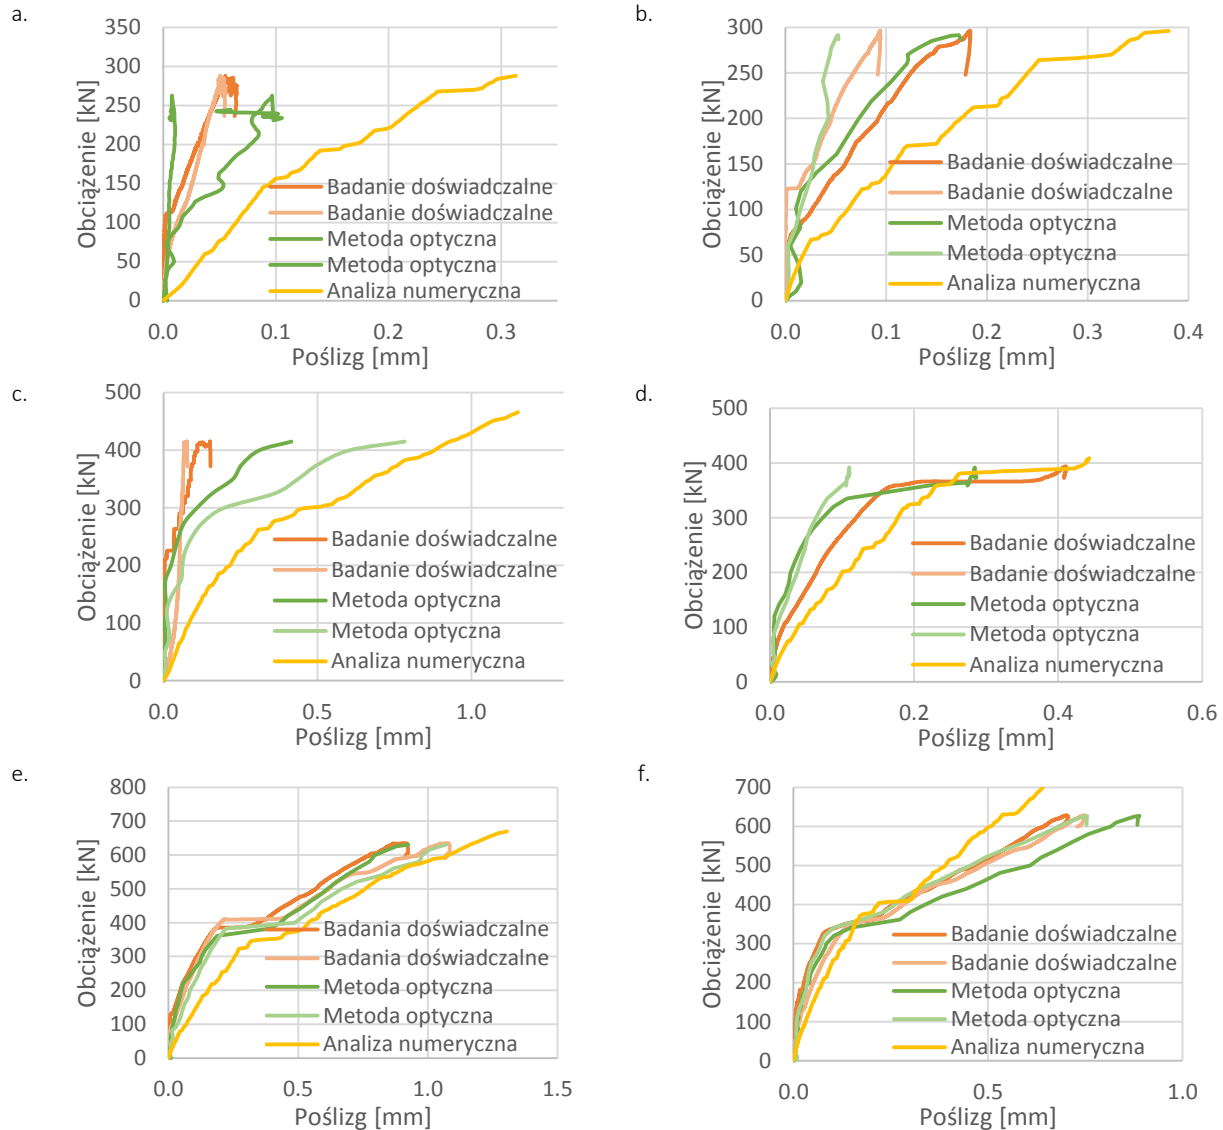 a.
350
300
250
200
150
100
50
0
Obciążenie [kN]
0.0 0.1 0.2 0.3
Poślizg [mm]
Badanie doświadczalne
Badanie doświadczalne
Metoda optyczna
Metoda optyczna
Analiza numeryczna
b.
300
250
200
150
100
50
0
Obciążenie [kN]
0.0 0.1 0.2 0.3 0.4
Poślizg [mm]
Badanie doświadczalne
Badanie doświadczalne
Metoda optyczna
Metoda optyczna
Analiza numeryczna
c.
500
400
300
200
100
0
Obciążenie [kN]
0.0 0.5 1.0
Poślizg [mm]
Badanie doświadczalne
Badanie doświadczalne
Metoda optyczna
Metoda optyczna
Analiza numeryczna
d.
500
400
300
200
100
0
Obciążenie [kN]
0.0 0.2 0.4 0.6
Poślizg [mm]
Badanie doświadczalne
Badanie doświadczalne
Metoda optyczna
Metoda optyczna
Analiza numeryczna
e.
800
700
600
500
400
300
200
100
0
Obciążenie [kN]
0.0 0.5 1.0 1.5
Poślizg [mm]
Badania doświadczalne
Badania doświadczalne
Metoda optyczna
Metoda optyczna
Analiza numeryczna
f.
700
600
500
400
300
200
100
0
Obciążenie [kN]
0.0 0.5 1.0
Poślizg [mm]
Badanie doświadczalne
Badanie doświadczalne
Metoda optyczna
Metoda optyczna
Analiza numeryczna